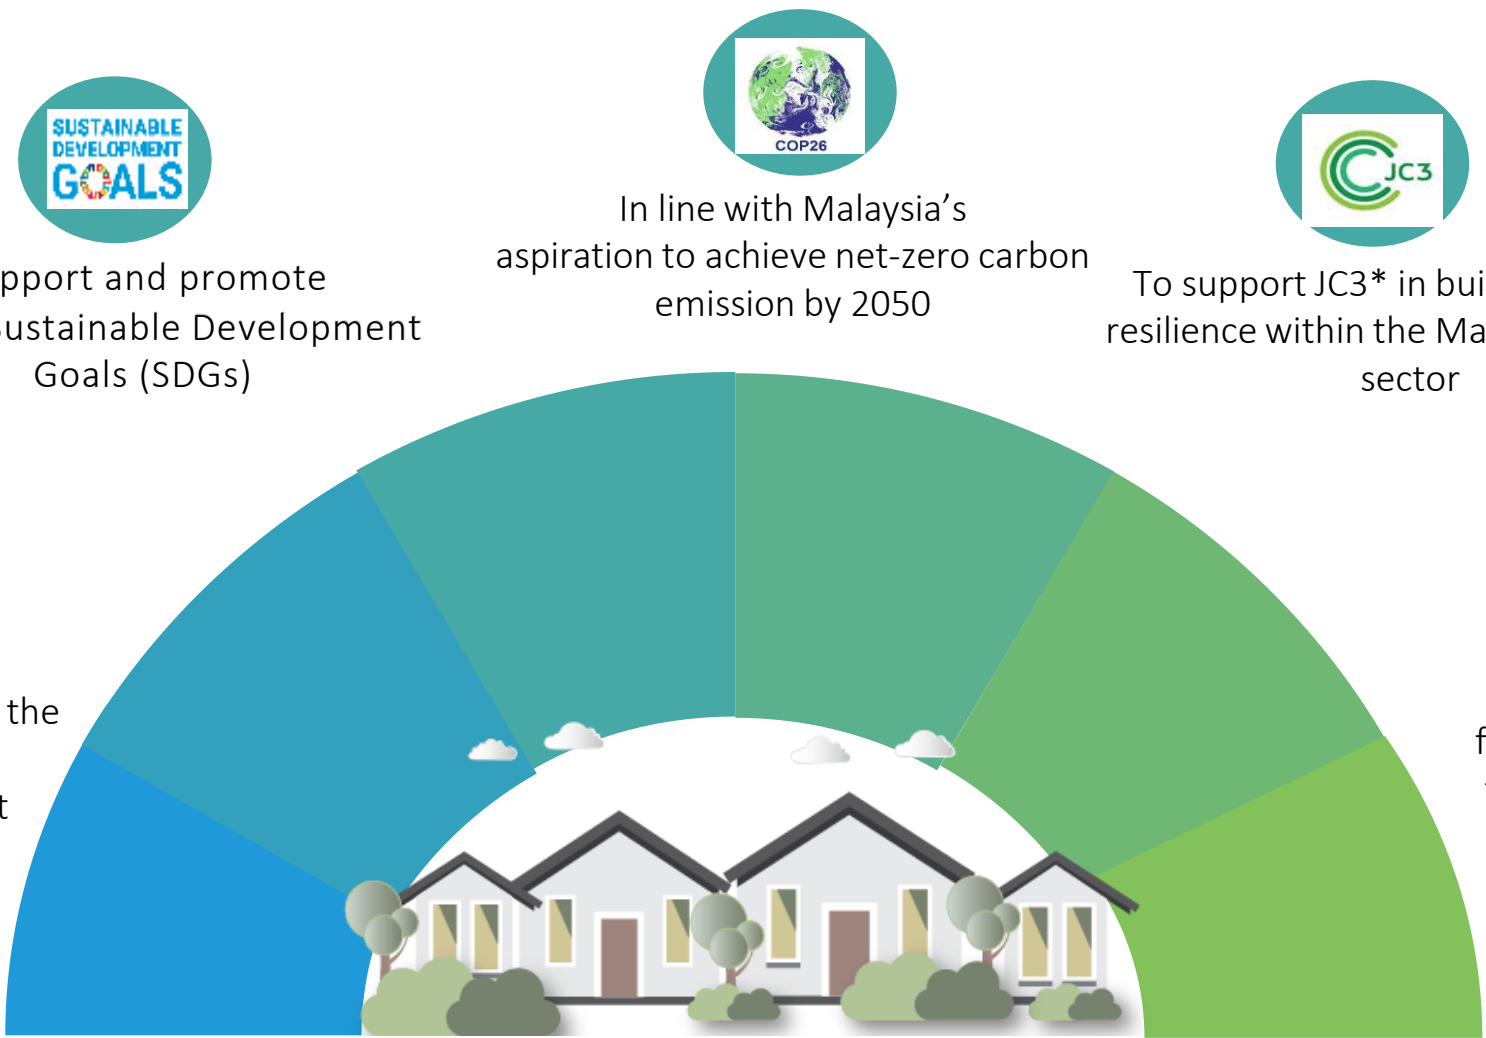 SUSTAINABLE
DEVELOPMENT
GOALS
COP26
JC3
In line with Malaysia’s
aspiration to achieve net-zero carbon
emission by 2050
pport and promote
ustainable Development
Goals (SDGs)
To support JC3* in bui
resilience within the Ma
sector
the
t
f